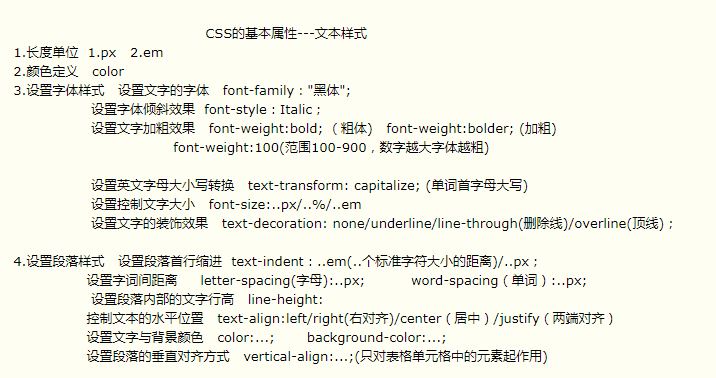 CSS的基本属性---文本样式
1.长度单位 1.px 2.em
2.颜色定义 color
3.设置字体样式 设置文字的字体 font-family："黑体";
设置字体倾斜效果 font-style：Italic；
设置文字加粗效果 font-weight:bold;（粗体) font-weight:bolder; (加粗)
font-weight:100(范围100-900，数字越大字体越粗)
设置英文字母大小写转换 text-transform: capitalize; (单词首字母大写)
设置控制文字大小 font-size:..px/..%/..em
设置文字的装饰效果 text-decoration: none/underline/line-through(删除线)/overline(顶线)；
4.设置段落样式 设置段落首行缩进 text-indent：..em(..个标准字符大小的距离)/..px；
设置字词间距离 letter-spacing(字母):..px; word-spacing（单词）:..px;
设置段落内部的文字行高 line-height:
控制文本的水平位置 text-align:left/right(右对齐)/center（居中）/justify（两端对齐）
设置文字与背景颜色 color:...; background-color:...;
设置段落的垂直对齐方式 vertical-align:...;(只对表格单元格中的元素起作用)